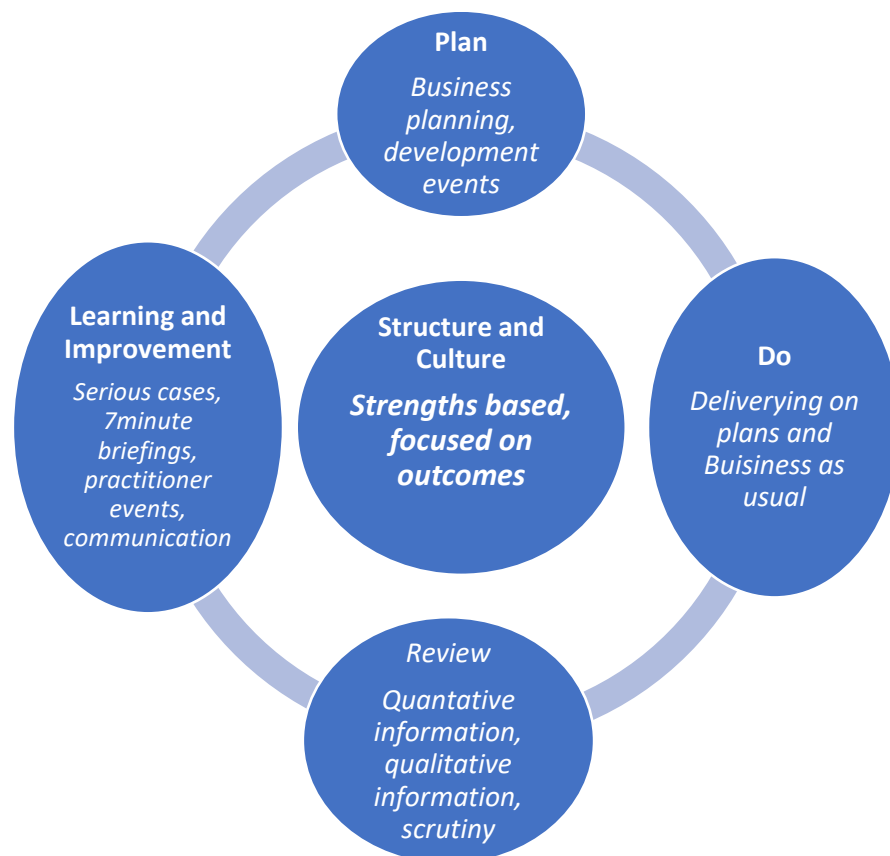 Plan
Business
planning,
development
events
Learning and
Improvement
Serious cases,
7minute
briefings,
practitioner
events,
communication
Structure and
Culture
Strengths based,
focused on
outcomes
Do
Deliverying on
plans and
Buisiness as
usual
Review
Quantative
information,
qualitative
information,
scrutiny